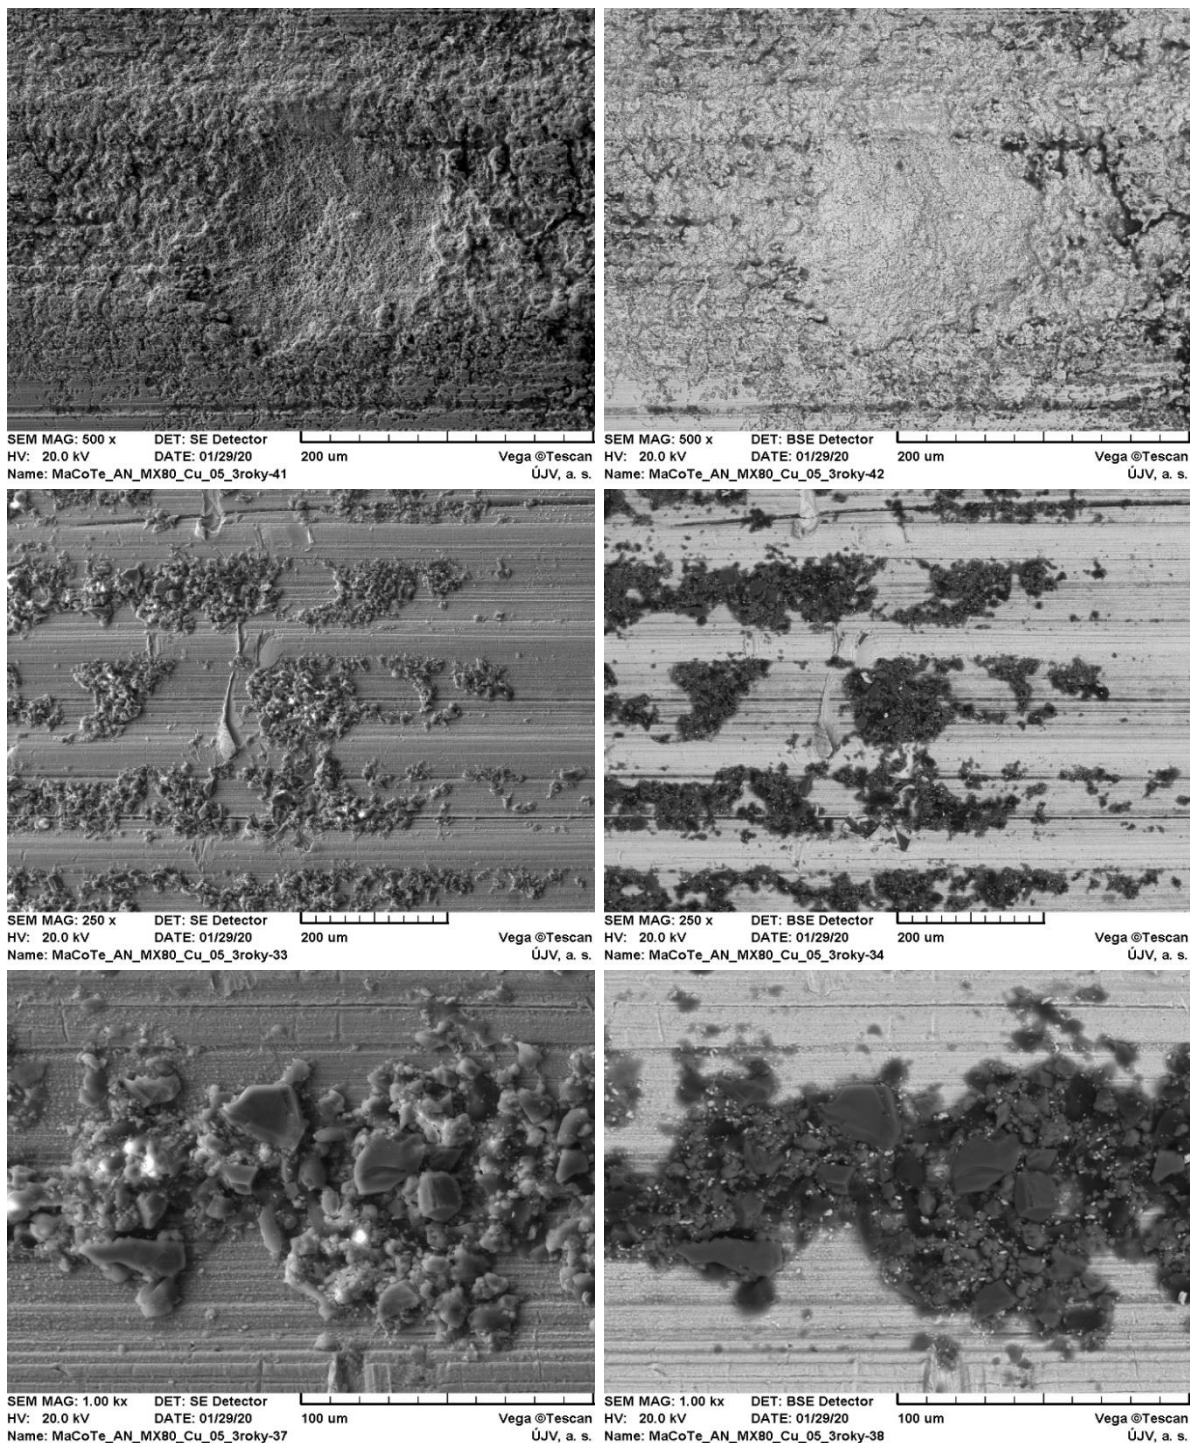 SEM MAG: 500 x DET: SE Detector
HV: 20.0 kV DATE: 01/29/20 200 um Vega ©Tescan
Name: MaCoTe_AN_MX80_Cu_05_3roky-41 ÚJV, a. s.
SEM MAG: 500 x DET: BSE Detector
HV: 20.0 kV DATE: 01/29/20 200 um Vega ©Tescan
Name: MaCoTe_AN_MX80_Cu_05_3roky-42 ÚJV, a. s.
SEM MAG: 250 x DET: SE Detector
HV: 20.0 kV DATE: 01/29/20 200 um Vega ©Tescan
Name: MaCoTe_AN_MX80_Cu_05_3roky-33 ÚJV, a. s.
SEM MAG: 250 x DET: BSE Detector
HV: 20.0 kV DATE: 01/29/20 200 um Vega ©Tescan
Name: MaCoTe_AN_MX80_Cu_05_3roky-34 ÚJV, a. s.
SEM MAG: 1.00 kx DET: SE Detector
HV: 20.0 kV DATE: 01/29/20 100 um Vega ©Tescan
Name: MaCoTe_AN_MX80_Cu_05_3roky-37 ÚJV, a. s.
SEM MAG: 1.00 kx DET: BSE Detector
HV: 20.0 kV DATE: 01/29/20 100 um Vega ©Tescan
Name: MaCoTe_AN_MX80_Cu_05_3roky-38 ÚJV, a. s.